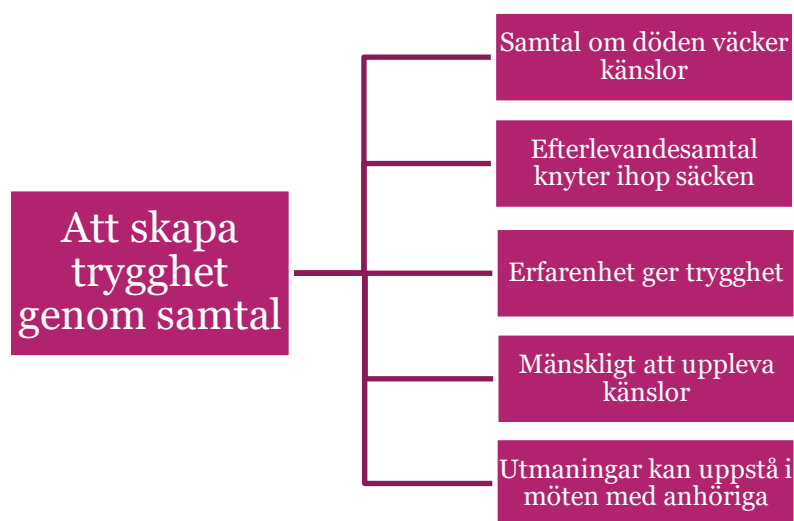 Att skapa
trygghet
genom samtal
Samtal om döden väcker
känslor
Efterlevandesamtal
knyter ihop säcken
Erfarenhet ger trygghet
Mänskligt att uppleva
känslor
Utmaningar kan uppstå i
möten med anhöriga